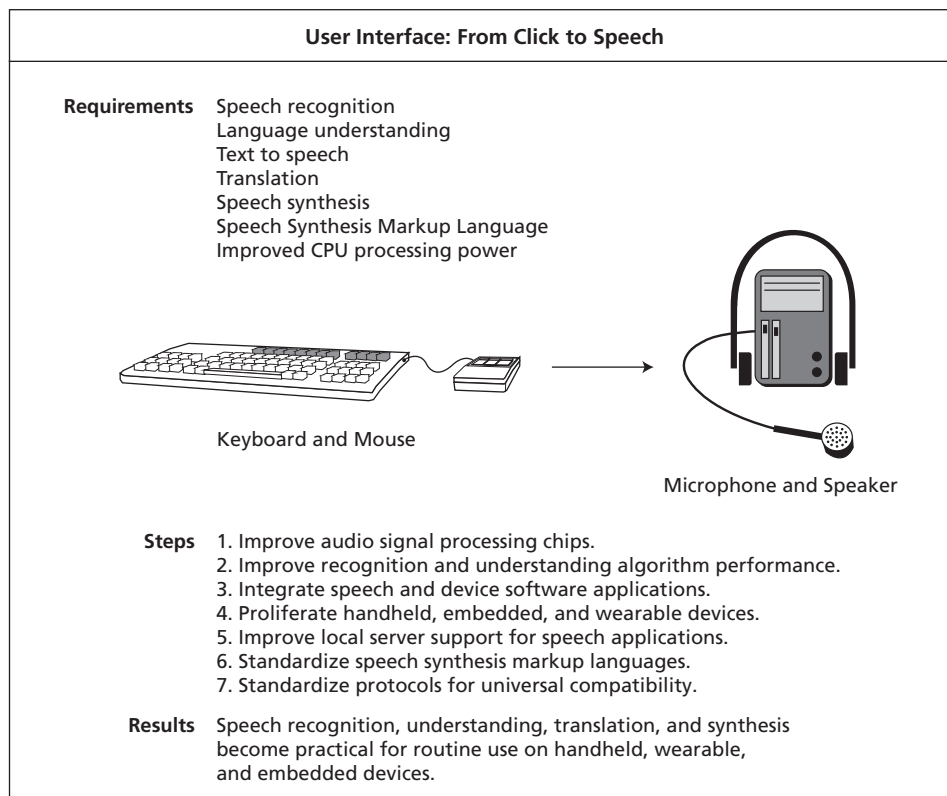 User Interface: From Click to Speech
Requirements Speech recognition
Language understanding
Text to speech
Translation
Speech synthesis
Speech Synthesis Markup Language
Improved CPU processing power
Keyboard and Mouse
Microphone and Speaker
Steps 1. Improve audio signal processing chips.
2. Improve recognition and understanding algorithm performance.
3. Integrate speech and device software applications.
4. Proliferate handheld, embedded, and wearable devices.
5. Improve local server support for speech applications.
6. Standardize speech synthesis markup languages.
7. Standardize protocols for universal compatibility.
Results Speech recognition, understanding, translation, and synthesis
become practical for routine use on handheld, wearable,
and embedded devices.